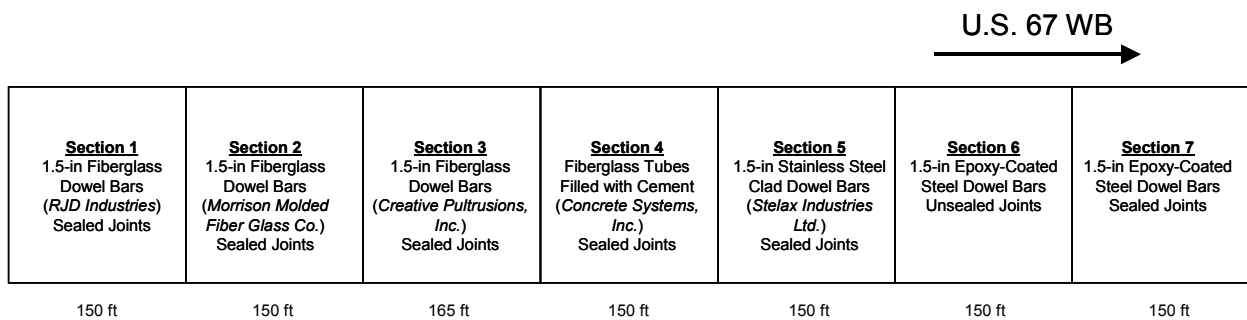 U.S. 67 WB
Section 1
1.5-in Fiberglass
Dowel Bars
(RJD Industries)
Sealed Joints
Section 2
1.5-in Fiberglass
Dowel Bars
(Morrison Molded
Fiber Glass Co.)
Sealed Joints
Section 3
1.5-in Fiberglass
Dowel Bars
(Creative Pultrusions,
Inc.)
Sealed Joints
Section 4
Fiberglass Tubes
Filled with Cement
(Concrete Systems,
Inc.)
Sealed Joints
Section 5
1.5-in Stainless Steel
Clad Dowel Bars
(Stelax Industries
Ltd.)
Sealed Joints
Section 6
1.5-in Epoxy-Coated
Steel Dowel Bars
Unsealed Joints
Section 7
1.5-in Epoxy-Coated
Steel Dowel Bars
Sealed Joints
150 ft
150 ft
165 ft
150 ft
150 ft
150 ft
150 ft